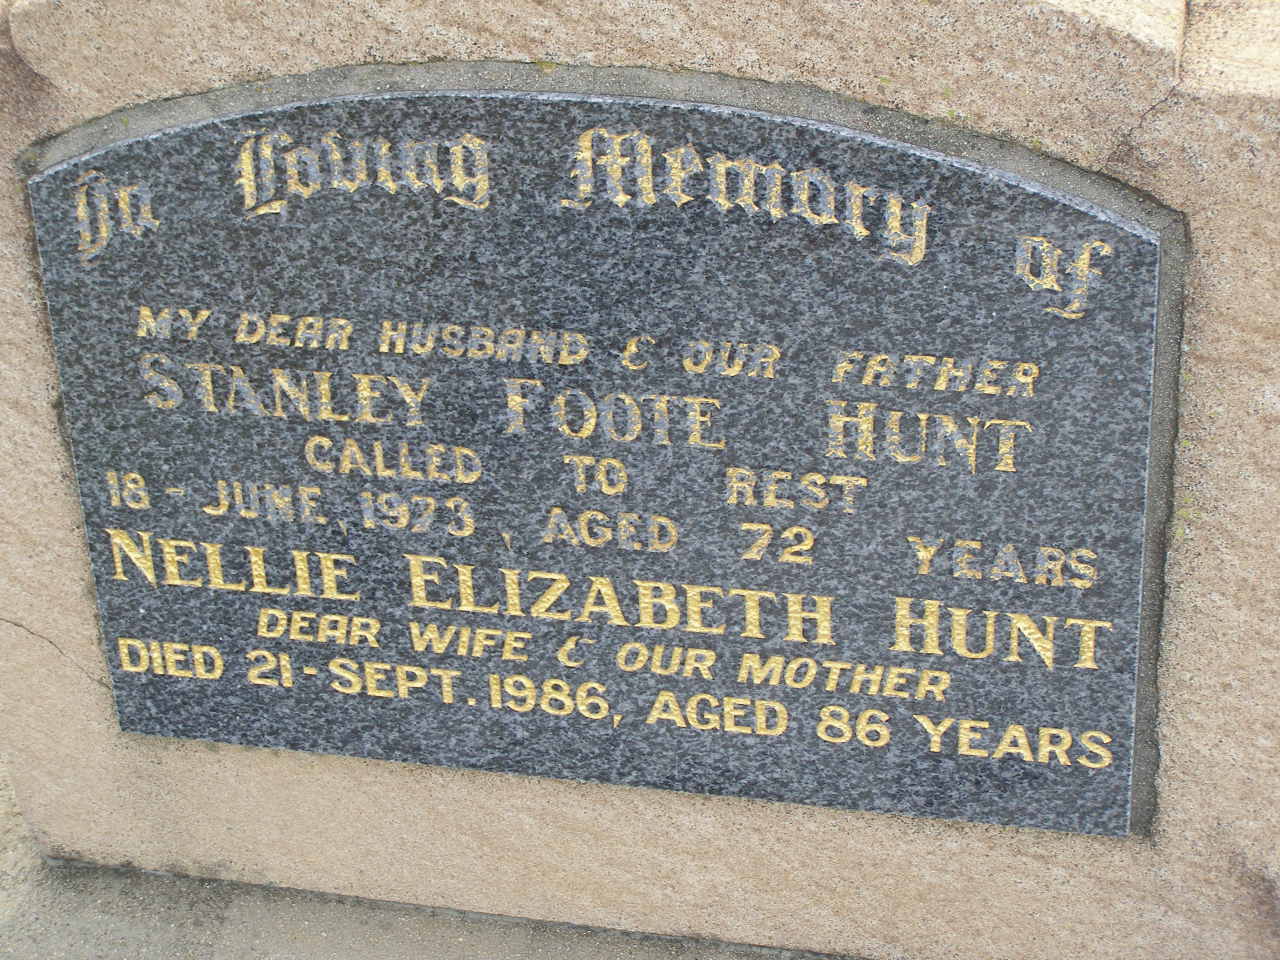 In Loving Memory of
MY DEAR HUSBAND & OUR FATHER
STANLEY FOOTE HUNT
CALLED TO REST
18 - JUNE, 1973, AGED 72 YEARS
NELLIE ELIZABETH HUNT
DEAR WIFE & OUR MOTHER
DIED 21 - SEPT. 1986, AGED 86 YEARS